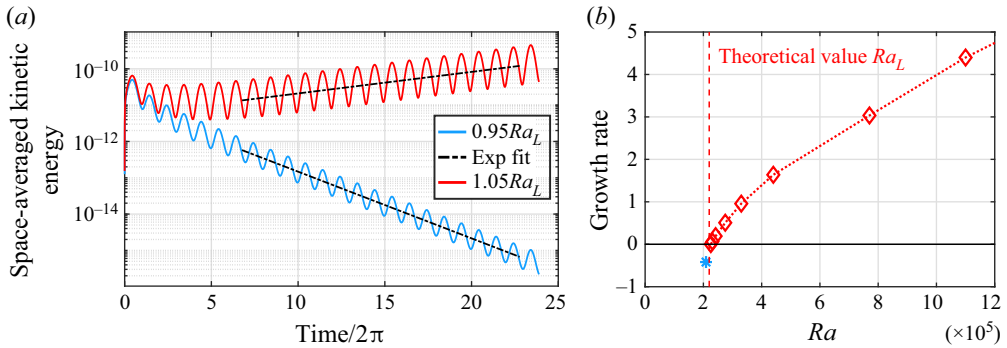 (a)
Space-averaged kinetic
energy
10⁻¹⁰
10⁻¹²
10⁻¹⁴
0.95Ra_L
Exp fit
1.05Ra_L
0 5 10 15 20 25
Time/2π
(b)
Growth rate
5
4
3
2
1
0
−1
Theoretical value Ra_L
0 2 4 6 8 10 12
Ra
(×10⁵)